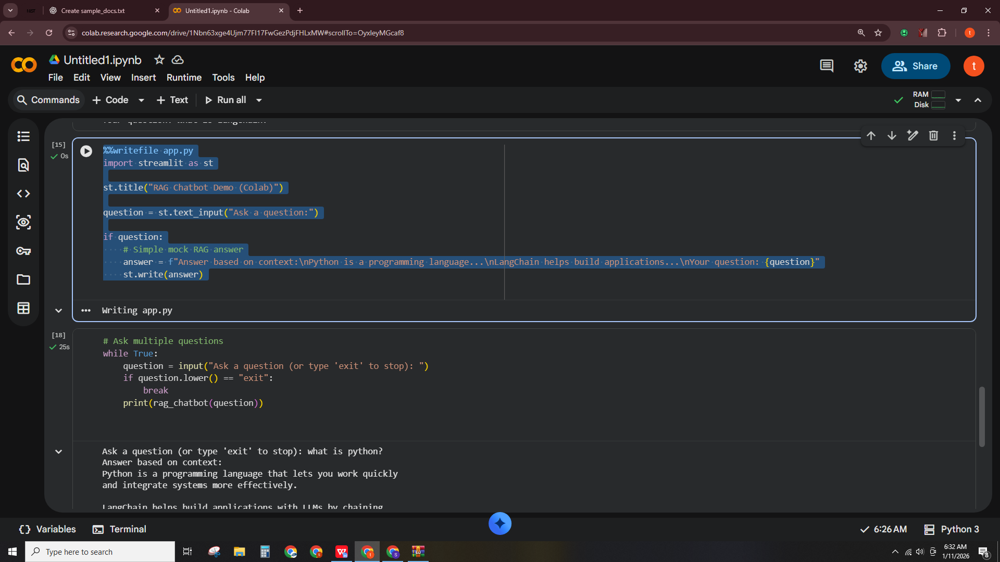 NIST
Create sample_docs.txt
Untitled1.ipynb - Colab
colab.research.google.com/drive/1Nbn63xge4Ujm77FI17FwGezPdjFHLxMW#scrollTo=OyxleyMGcaf8
t
Untitled1.ipynb
Share
t
File Edit View Insert Runtime Tools Help
Commands + Code + Text Run all
RAM
Disk
[15]
0s
%%writefile app.py
import streamlit as st
st.title("RAG Chatbot Demo (Colab)")
question = st.text_input("Ask a question:")
if question:
# Simple mock RAG answer
answer = f"Answer based on context:\nPython is a programming language...\nLangChain helps build applications...\nYour question: {question}"
st.write(answer)
Writing app.py
[18]
25s
# Ask multiple questions
while True:
question = input("Ask a question (or type 'exit' to stop): ")
if question.lower() == "exit":
break
print(rag_chatbot(question))
Ask a question (or type 'exit' to stop): what is python?
Answer based on context:
Python is a programming language that lets you work quickly
and integrate systems more effectively.
LangChain helps build applications with LLMs by chaining
Variables Terminal
6:26 AM Python 3
Type here to search
6:32 AM
1/11/2026
8